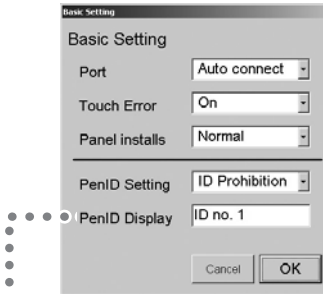 Basic Setting
Basic Setting
Port Auto connect
Touch Error On
Panel installs Normal
PenID Setting ID Prohibition
PenID Display ID no. 1
Cancel OK